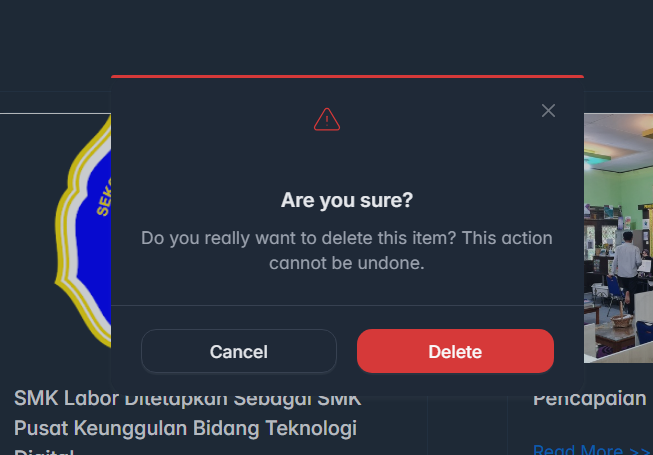 SEKO
Are you sure?
Do you really want to delete this item? This action
cannot be undone.
Cancel
Delete
SMK Labor Ditetapkan Sebagai SMK
Pusat Keunggulan Bidang Teknologi
Digital
Pencapaian
Read More >>